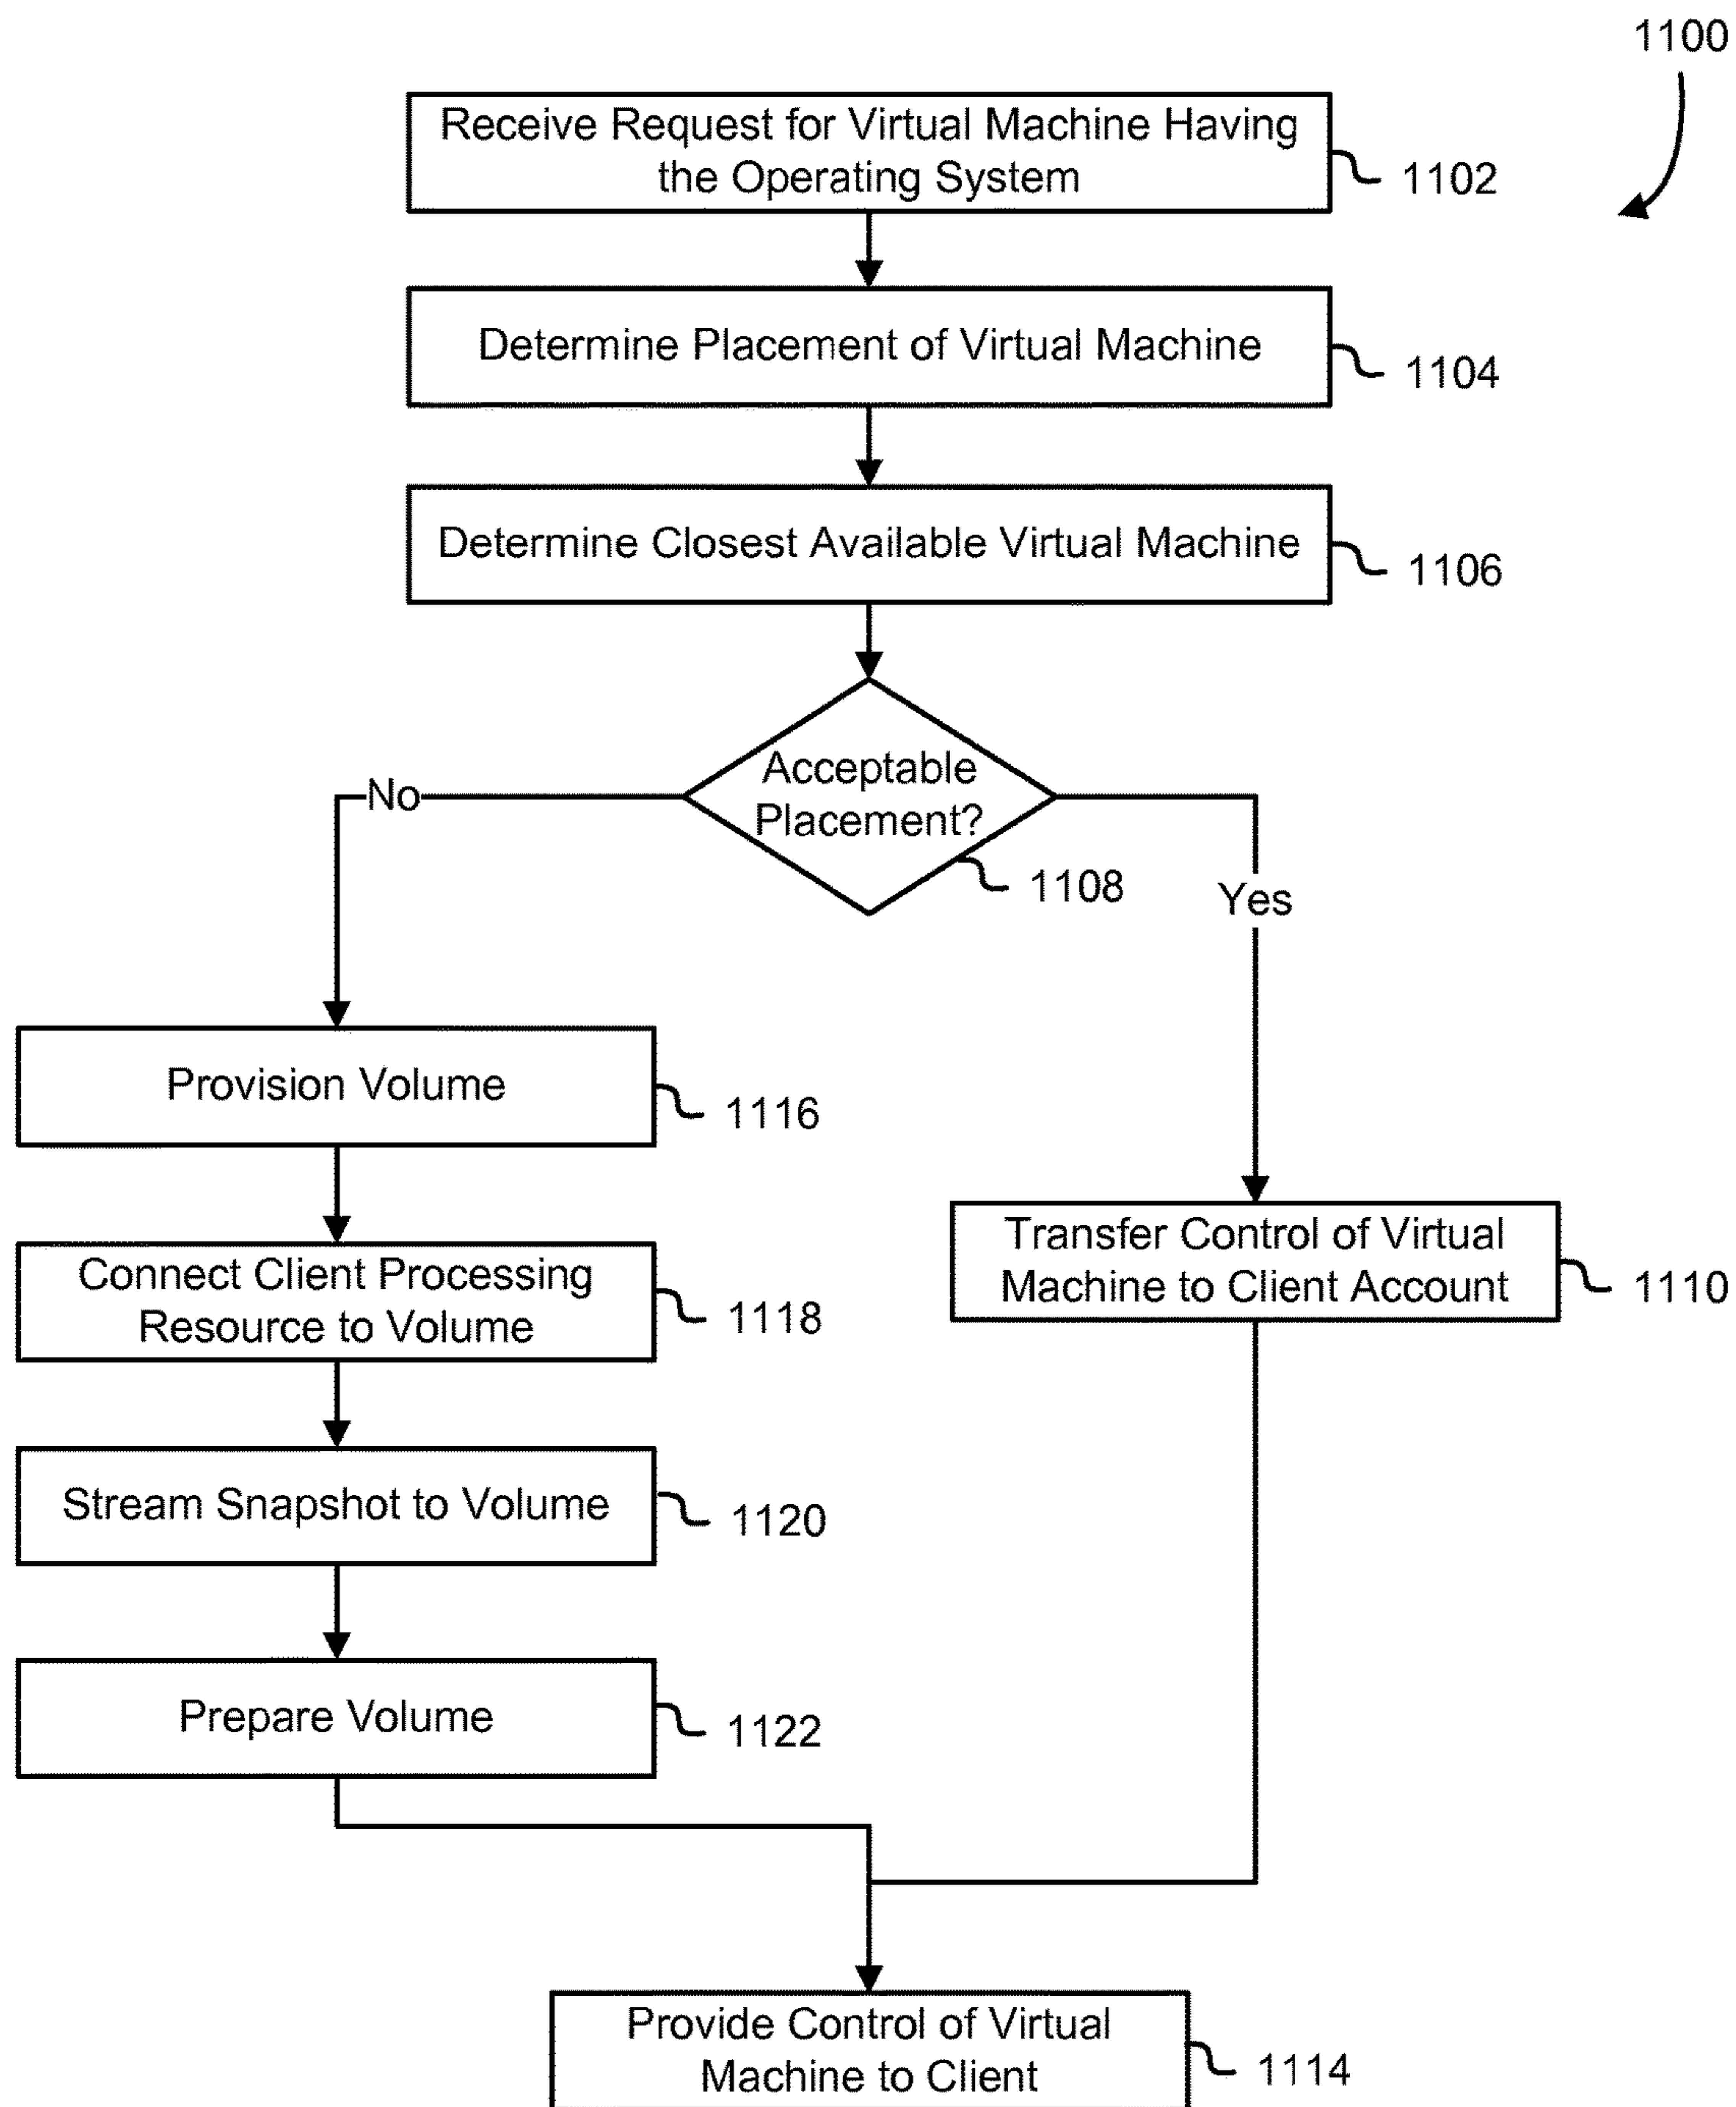 1100
Receive Request for Virtual Machine Having
the Operating System
1102
Determine Placement of Virtual Machine
1104
Determine Closest Available Virtual Machine
1106
Acceptable
Placement?
1108
No
Yes
Provision Volume
1116
Connect Client Processing
Resource to Volume
1118
Stream Snapshot to Volume
1120
Prepare Volume
1122
Transfer Control of Virtual
Machine to Client Account
1110
Provide Control of Virtual
Machine to Client
1114